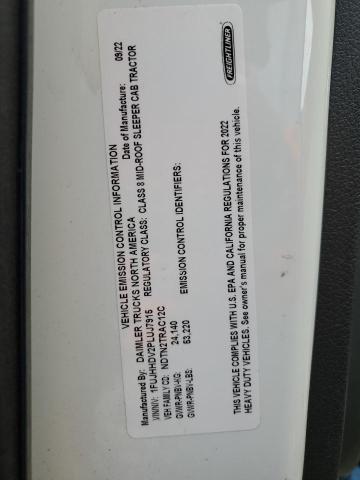 VEHICLE EMISSION CONTROL INFORMATION
Manufactured By: DAIMLER TRUCKS NORTH AMERICA Date of Manufacture: 09/22
VIN/NIV: 1FUJHHDV2PLUJ7915 REGULATORY CLASS: CLASS 8 MID-ROOF SLEEPER CAB TRACTOR
VEH FAMILY CD: NDTN2TRAC12C
GVWR-PNBV-KG: 24,140 EMISSION CONTROL IDENTIFIERS:
GVWR-PNBV-LBS: 53,220
THIS VEHICLE COMPLIES WITH U.S. EPA AND CALIFORNIA REGULATIONS FOR 2022
HEAVY DUTY VEHICLES. See owner's manual for proper maintenance of this vehicle.
FREIGHTLINER